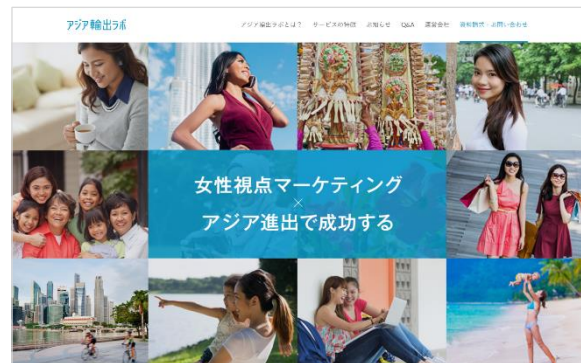 アジア輸出ラボ
アジア輸出ラボとは? サービスの特徴 お知らせ Q&A 運営会社 資料請求・お問い合わせ
女性視点マーケティング
×
アジア進出で成功する